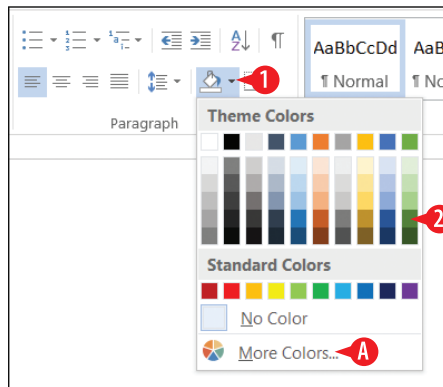 AaBbCcDd AaB
¶ Normal ¶ No
Paragraph
1
Theme Colors
2
Standard Colors
No Color
More Colors...
A